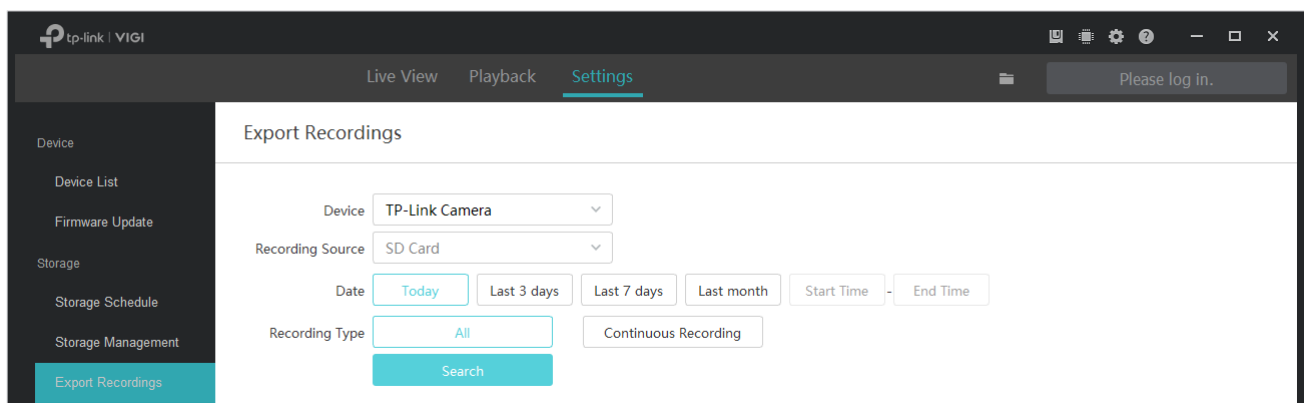 tp-link | VIGI
Live View Playback Settings Please log in.
Device
Device List
Firmware Update
Storage
Storage Schedule
Storage Management
Export Recordings
Export Recordings
Device TP-Link Camera
Recording Source SD Card
Date Today Last 3 days Last 7 days Last month Start Time - End Time
Recording Type All Continuous Recording
Search